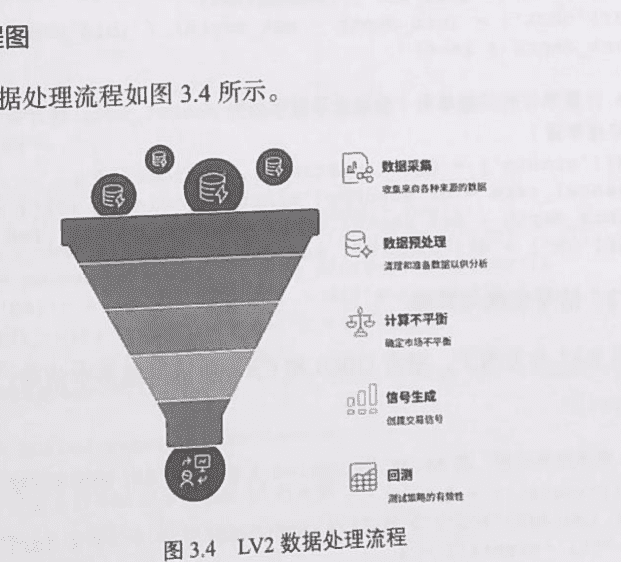 程图
据处理流程如图 3.4 所示。
数据采集
收集来自各种来源的数据
数据预处理
清理和准备数据以供分析
计算不平衡
确定市场不平衡
信号生成
创建交易信号
回测
测试策略的有效性
图 3.4 LV2 数据处理流程